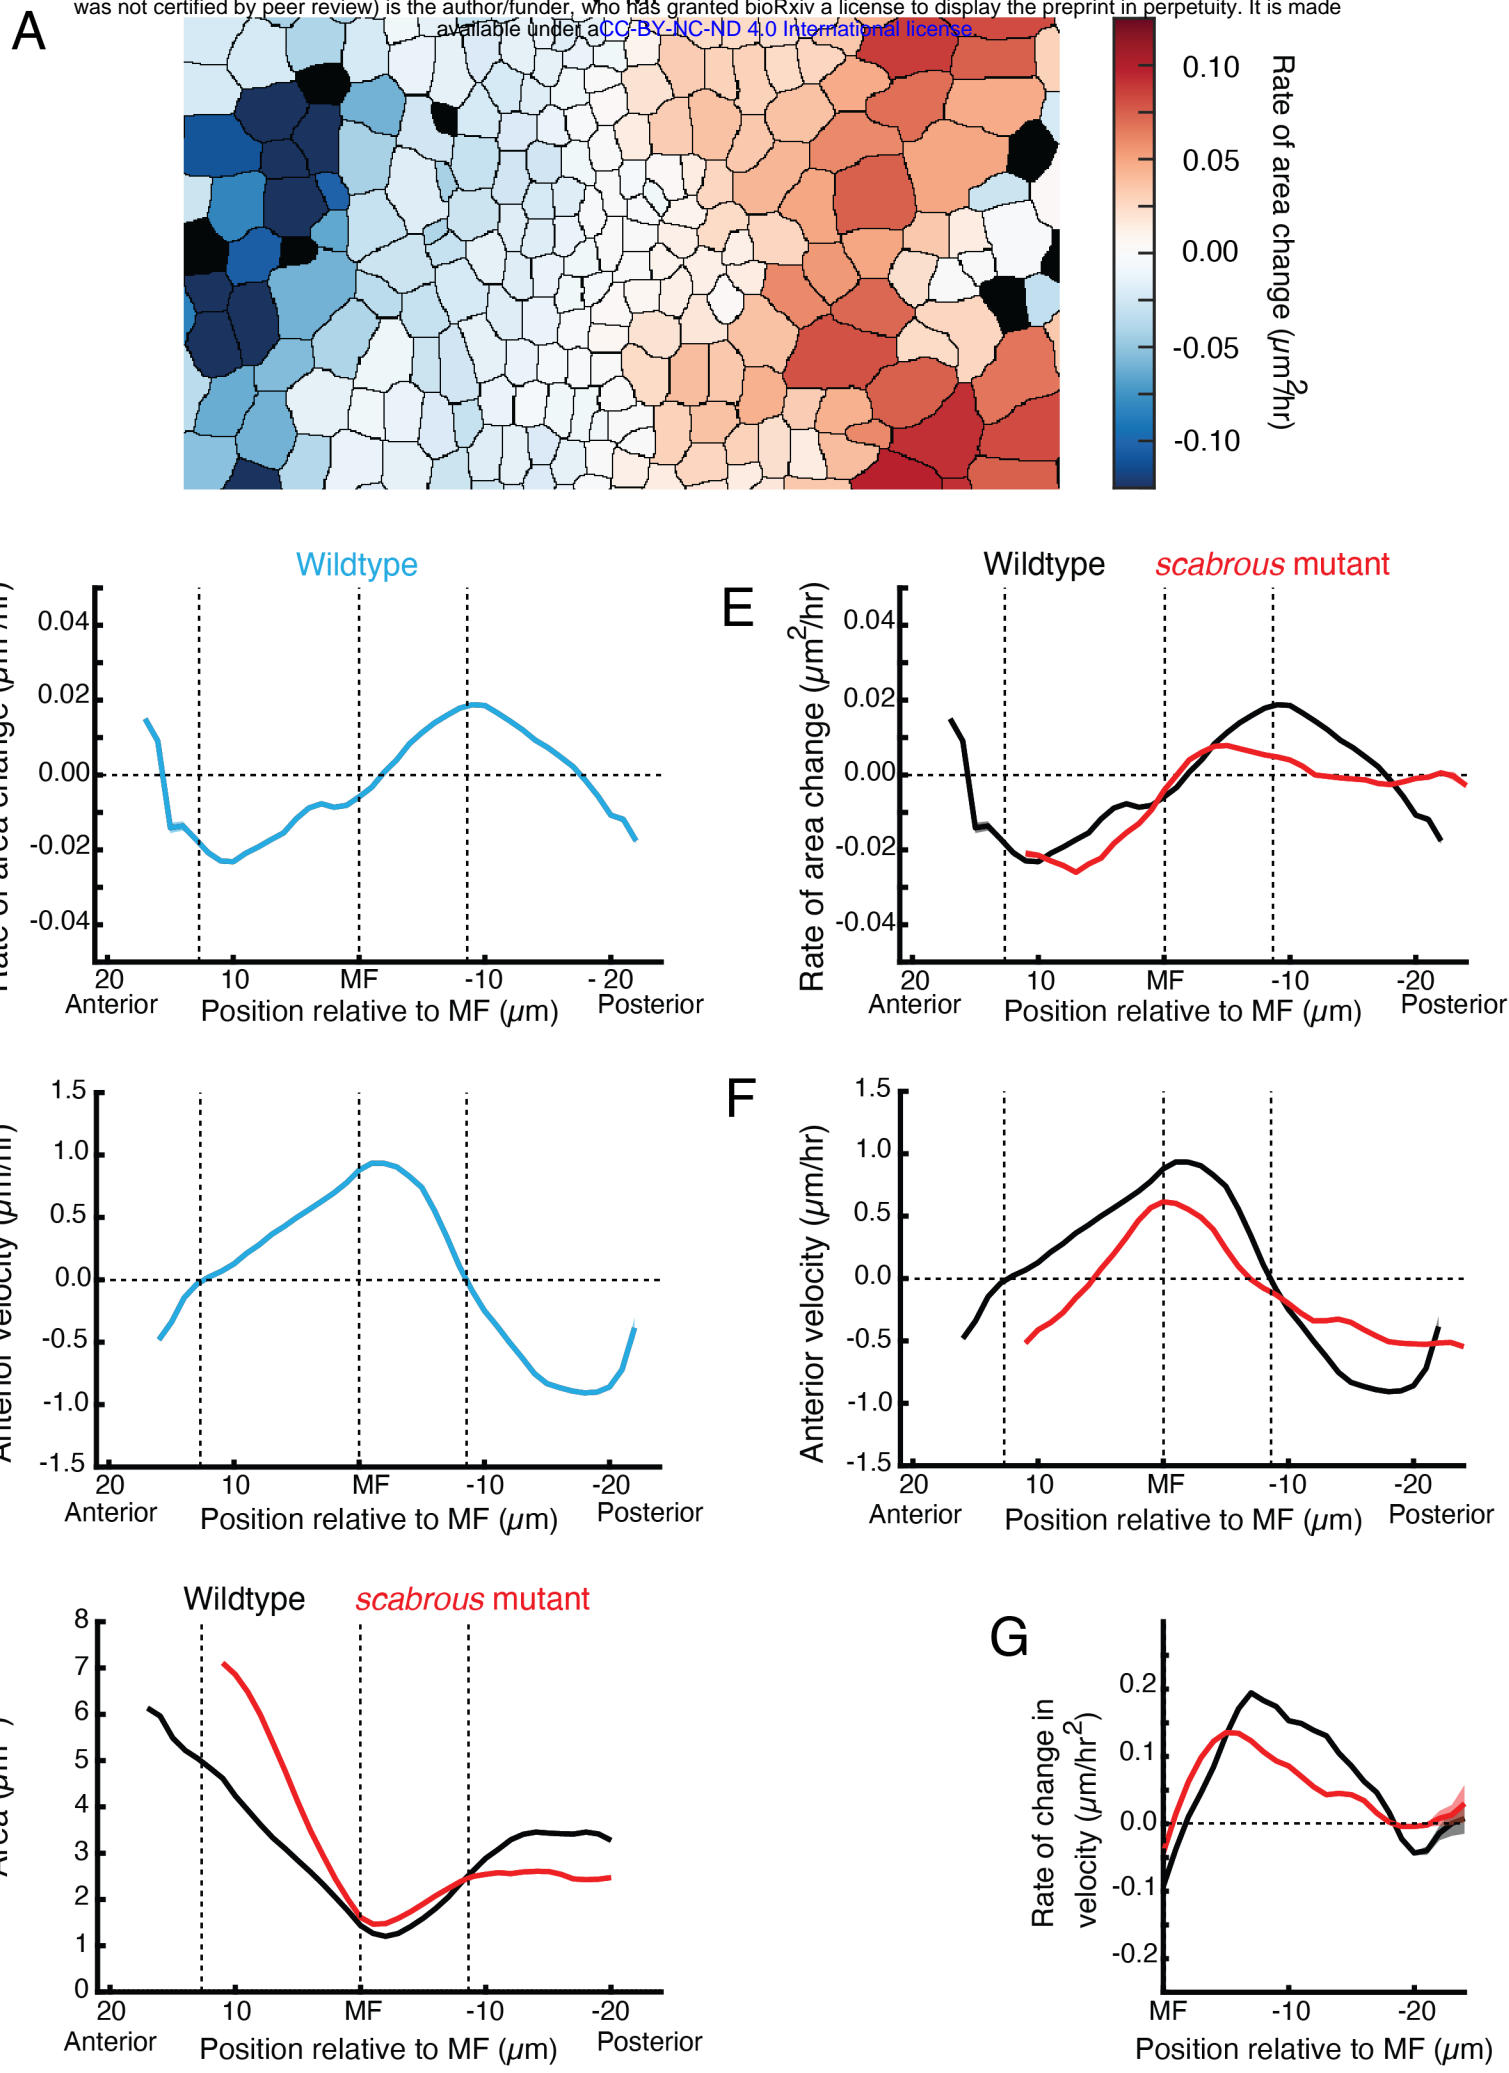 was not certified by peer review) is the author/funder, who has granted bioRxiv a license to display the preprint in perpetuity. It is made
available under aCC-BY-NC-ND 4.0 International license.
A
0.10
0.05
0.00
-0.05
-0.10
Rate of area change (µm²/hr)
Wildtype
0.04
0.02
0.00
-0.02
-0.04
20
10
MF
-10
- 20
Anterior
Position relative to MF (µm)
Posterior
E
Wildtype
scabrous mutant
Rate of area change (µm²/hr)
0.04
0.02
0.00
-0.02
-0.04
20
10
MF
-10
-20
Anterior
Position relative to MF (µm)
Posterior
Anterior velocity (µm/hr)
1.5
1.0
0.5
0.0
-0.5
-1.0
-1.5
20
10
MF
-10
-20
Anterior
Position relative to MF (µm)
Posterior
F
Anterior velocity (µm/hr)
1.5
1.0
0.5
0.0
-0.5
-1.0
-1.5
20
10
MF
-10
-20
Anterior
Position relative to MF (µm)
Posterior
Wildtype
scabrous mutant
8
7
6
5
4
3
2
1
0
20
10
MF
-10
-20
Anterior
Position relative to MF (µm)
Posterior
G
Rate of change in
velocity (µm/hr²)
0.2
0.1
0.0
-0.1
-0.2
MF
-10
-20
Position relative to MF (µm)